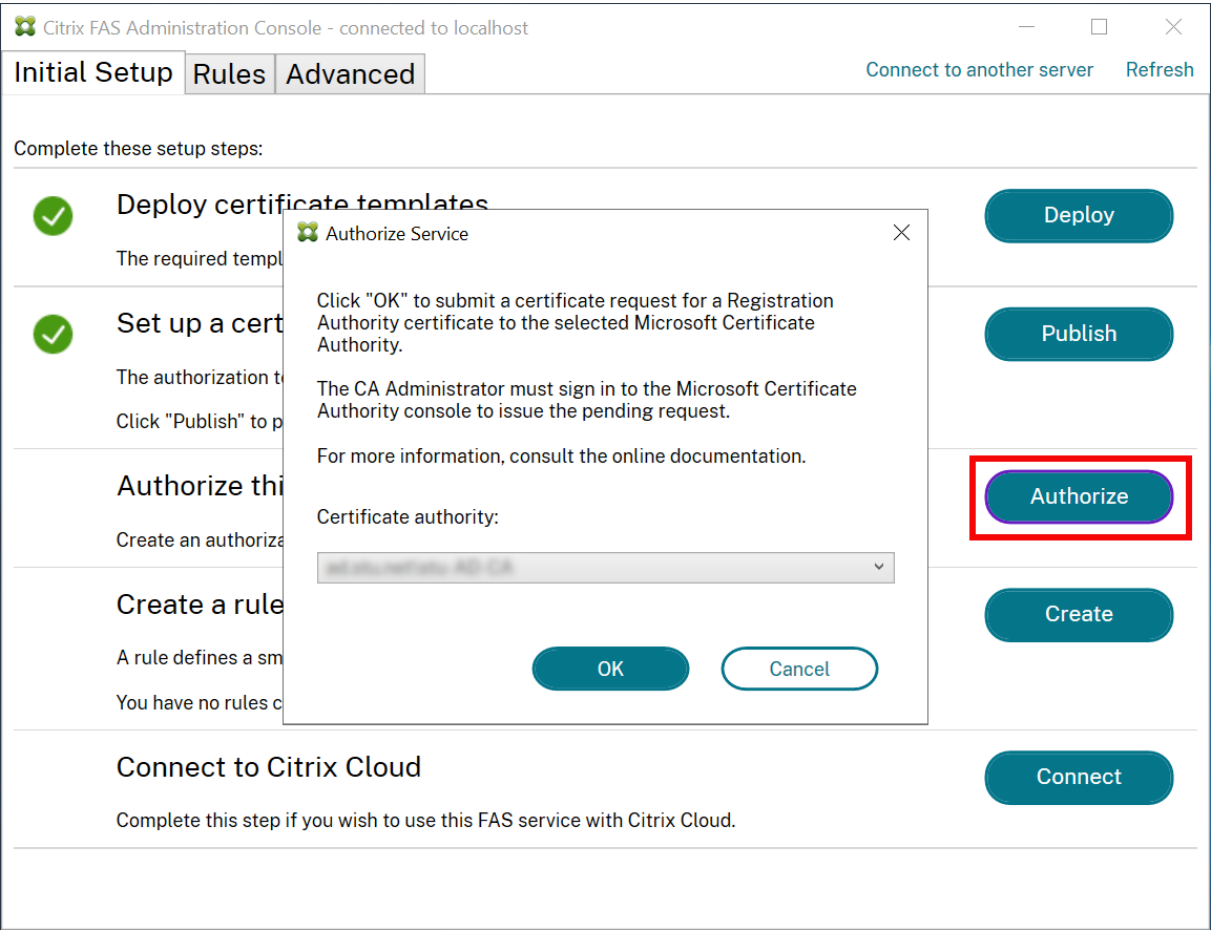 Citrix FAS Administration Console - connected to localhost
Initial Setup Rules Advanced
Connect to another server Refresh
Complete these setup steps:
Deploy certificate templates
Deploy
The required templ
Set up a cert
Publish
The authorization t
Click "Publish" to p
Authorize thi
Authorize
Create an authoriza
Create a rule
Create
A rule defines a sm
You have no rules c
Authorize Service
Click "OK" to submit a certificate request for a Registration
Authority certificate to the selected Microsoft Certificate
Authority.
The CA Administrator must sign in to the Microsoft Certificate
Authority console to issue the pending request.
For more information, consult the online documentation.
Certificate authority:
OK Cancel
Connect to Citrix Cloud
Connect
Complete this step if you wish to use this FAS service with Citrix Cloud.